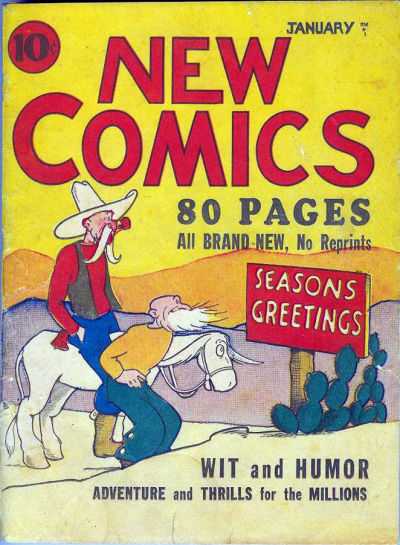 10¢
JANUARY
NEW
COMICS
80 PAGES
All BRAND NEW, No Reprints
SEASONS
GREETINGS
WIT and HUMOR
ADVENTURE and THRILLS for the MILLIONS